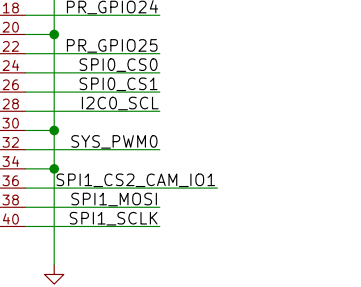 18 PR_GPIO24
20
22 PR_GPIO25
24 SPI0_CS0
26 SPI0_CS1
28 I2C0_SCL
30
32 SYS_PWM0
34
36 SPI1_CS2_CAM_IO1
38 SPI1_MOSI
40 SPI1_SCLK